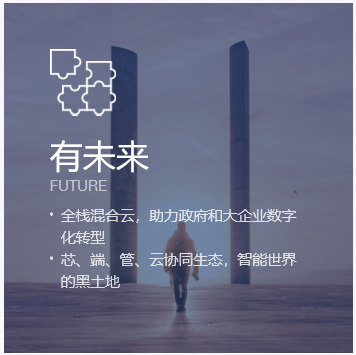 有未来
FUTURE
• 全栈混合云，助力政府和大企业数字
化转型
• 芯、端、管、云协同生态，智能世界
的黑土地